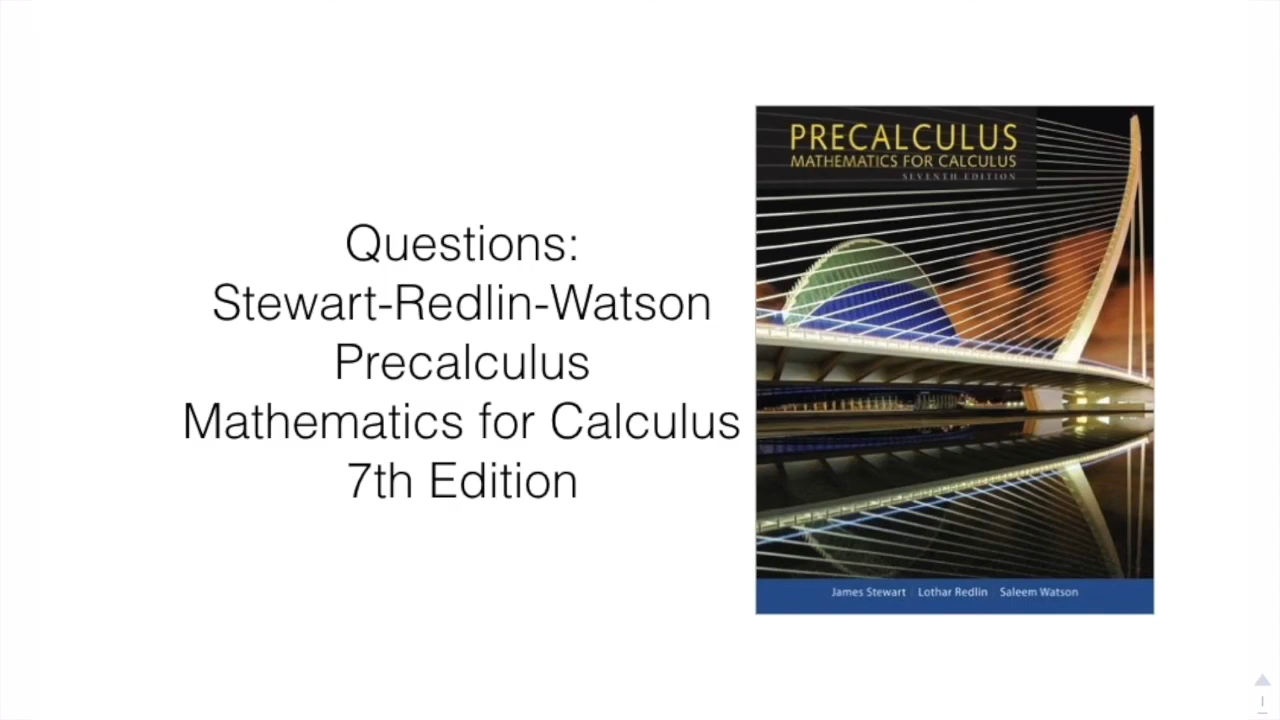 Questions:
Stewart-Redlin-Watson
Precalculus
Mathematics for Calculus
7th Edition
PRECALCULUS
MATHEMATICS FOR CALCULUS
SEVENTH EDITION
James Stewart Lothar Redlin Saleem Watson